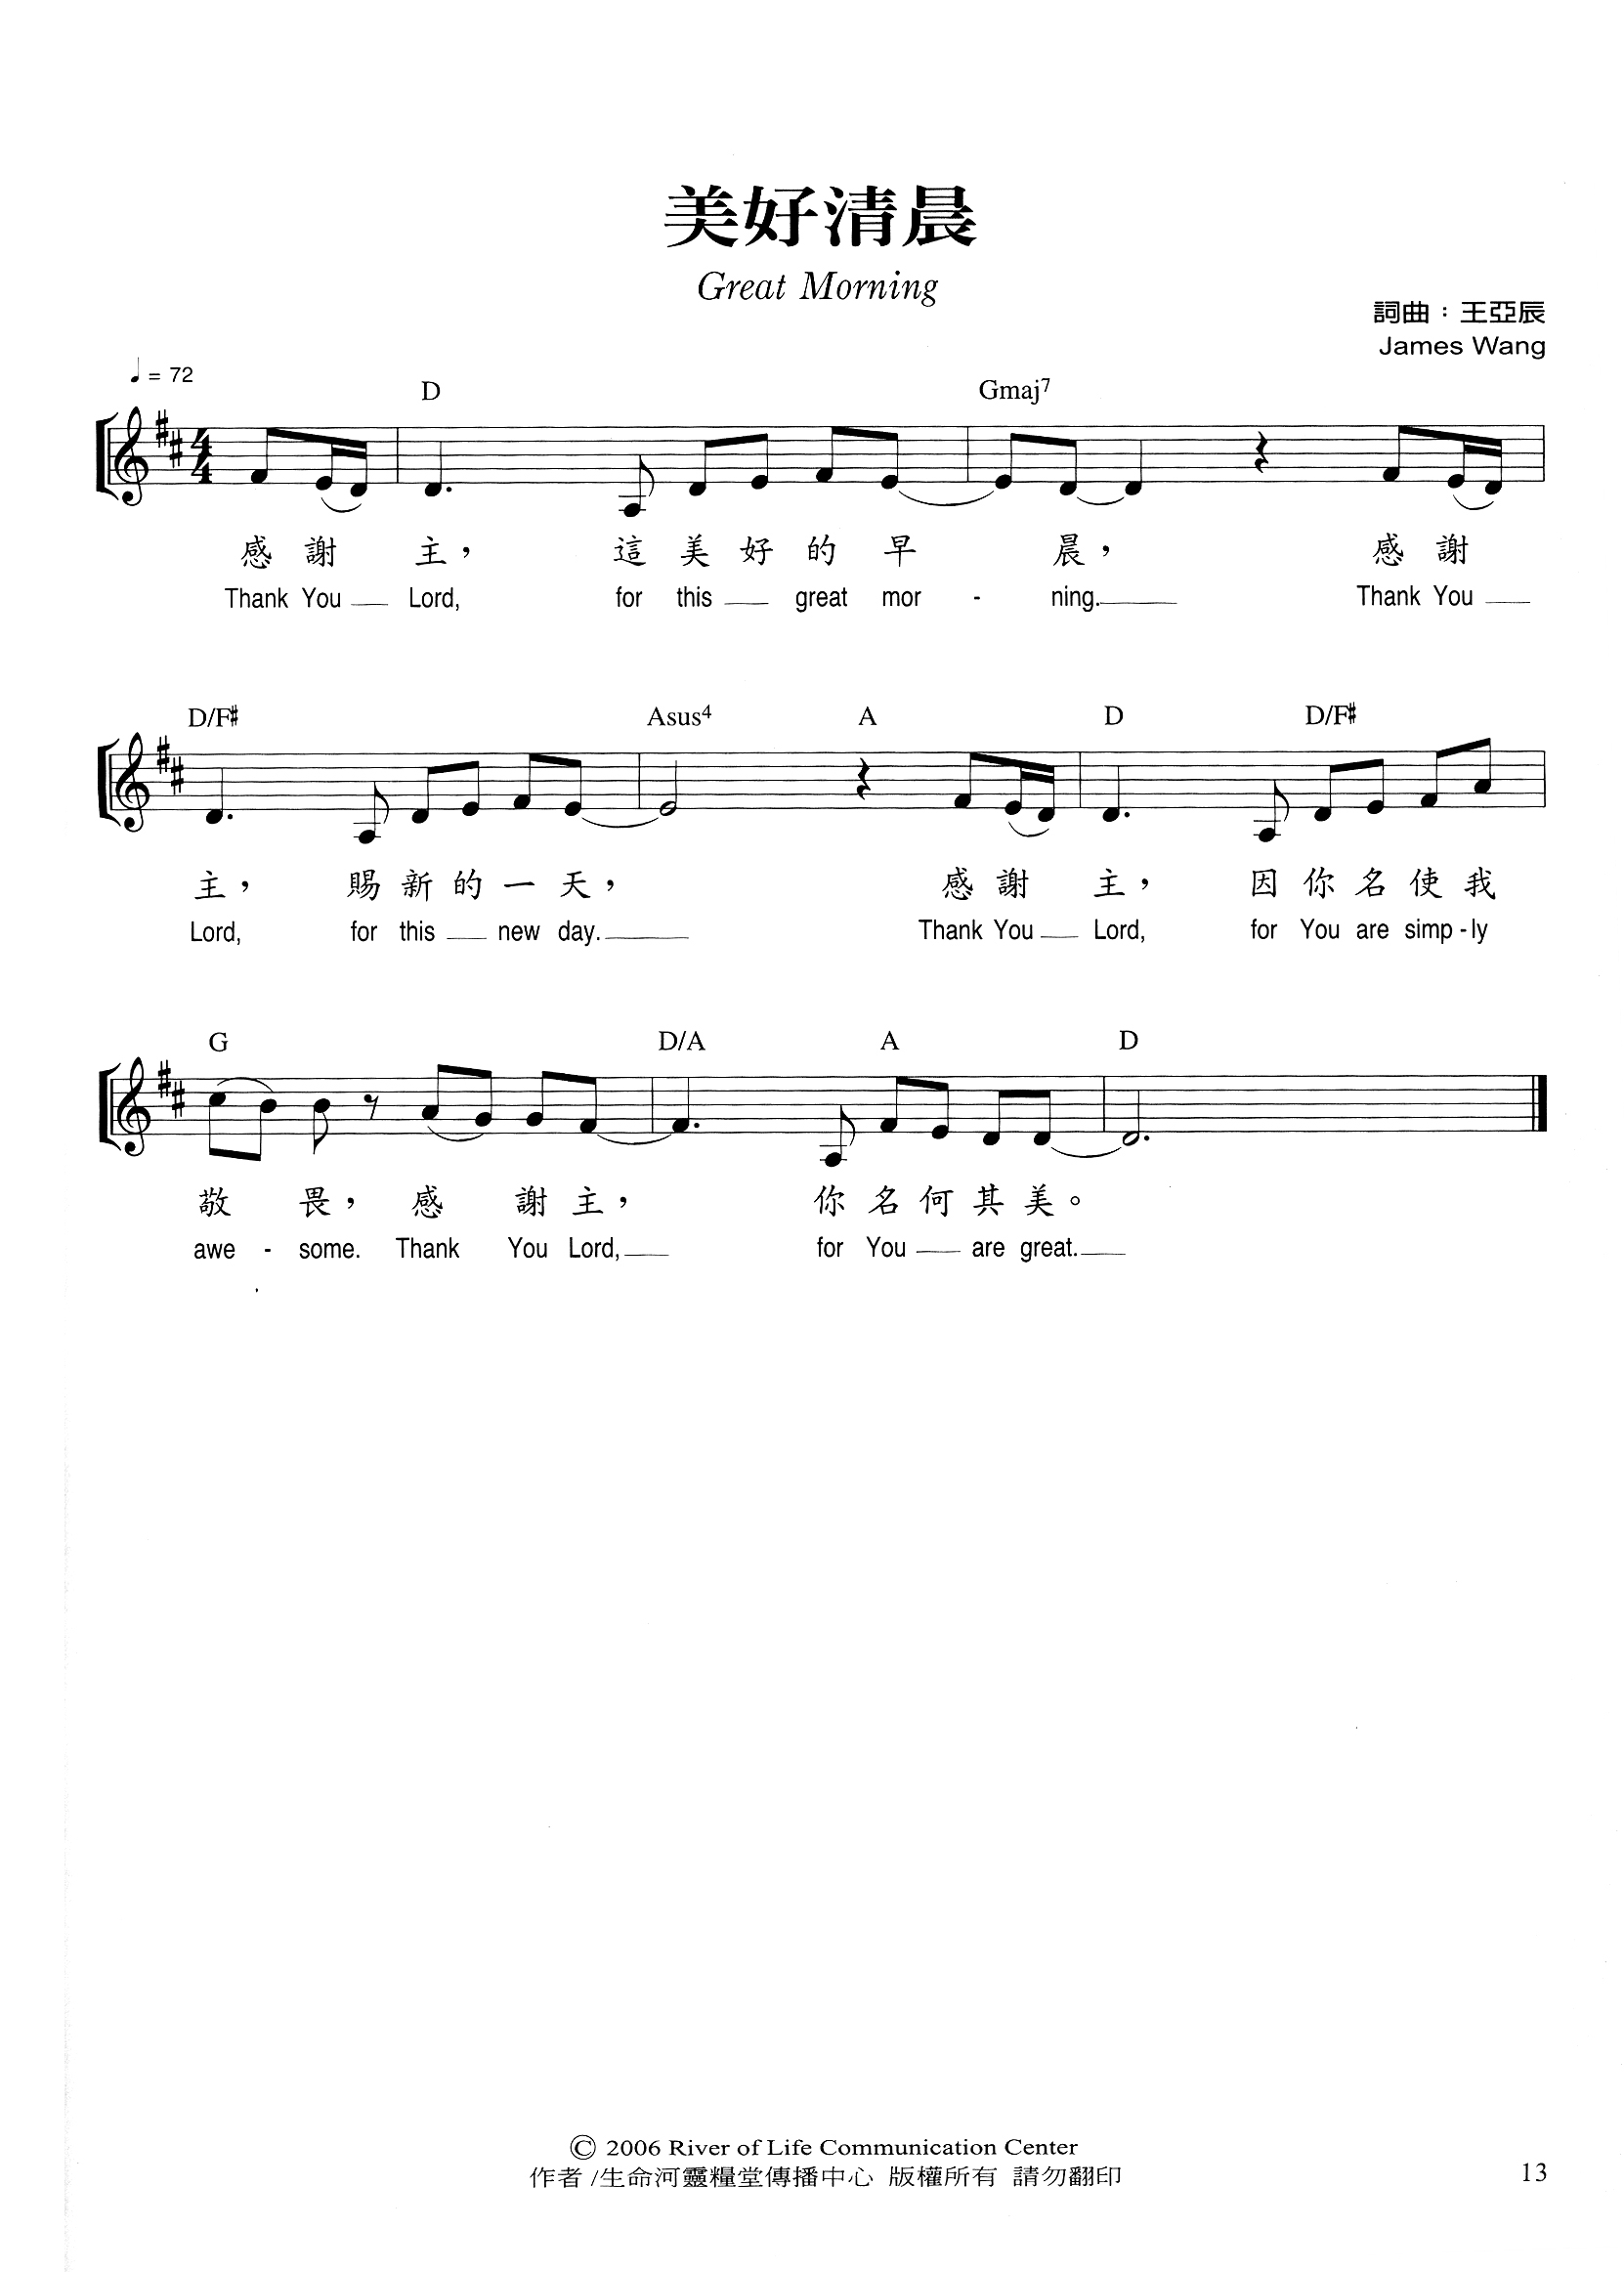 美好清晨
Great Morning
詞曲：王亞辰
James Wang
♩ = 72
D Gmaj7
感 謝 主， 這 美 好 的 早 晨， 感 謝
Thank You Lord, for this great mor - ning. Thank You
D/F# Asus4 A D D/F#
主， 賜 新 的 一 天， 感 謝 主， 因 你 名 使 我
Lord, for this new day. Thank You Lord, for You are simp - ly
G D/A A D
敬 畏， 感 謝 主， 你 名 何 其 美。
awe - some. Thank You Lord, for You are great.
© 2006 River of Life Communication Center
作者 /生命河靈糧堂傳播中心 版權所有 請勿翻印
13